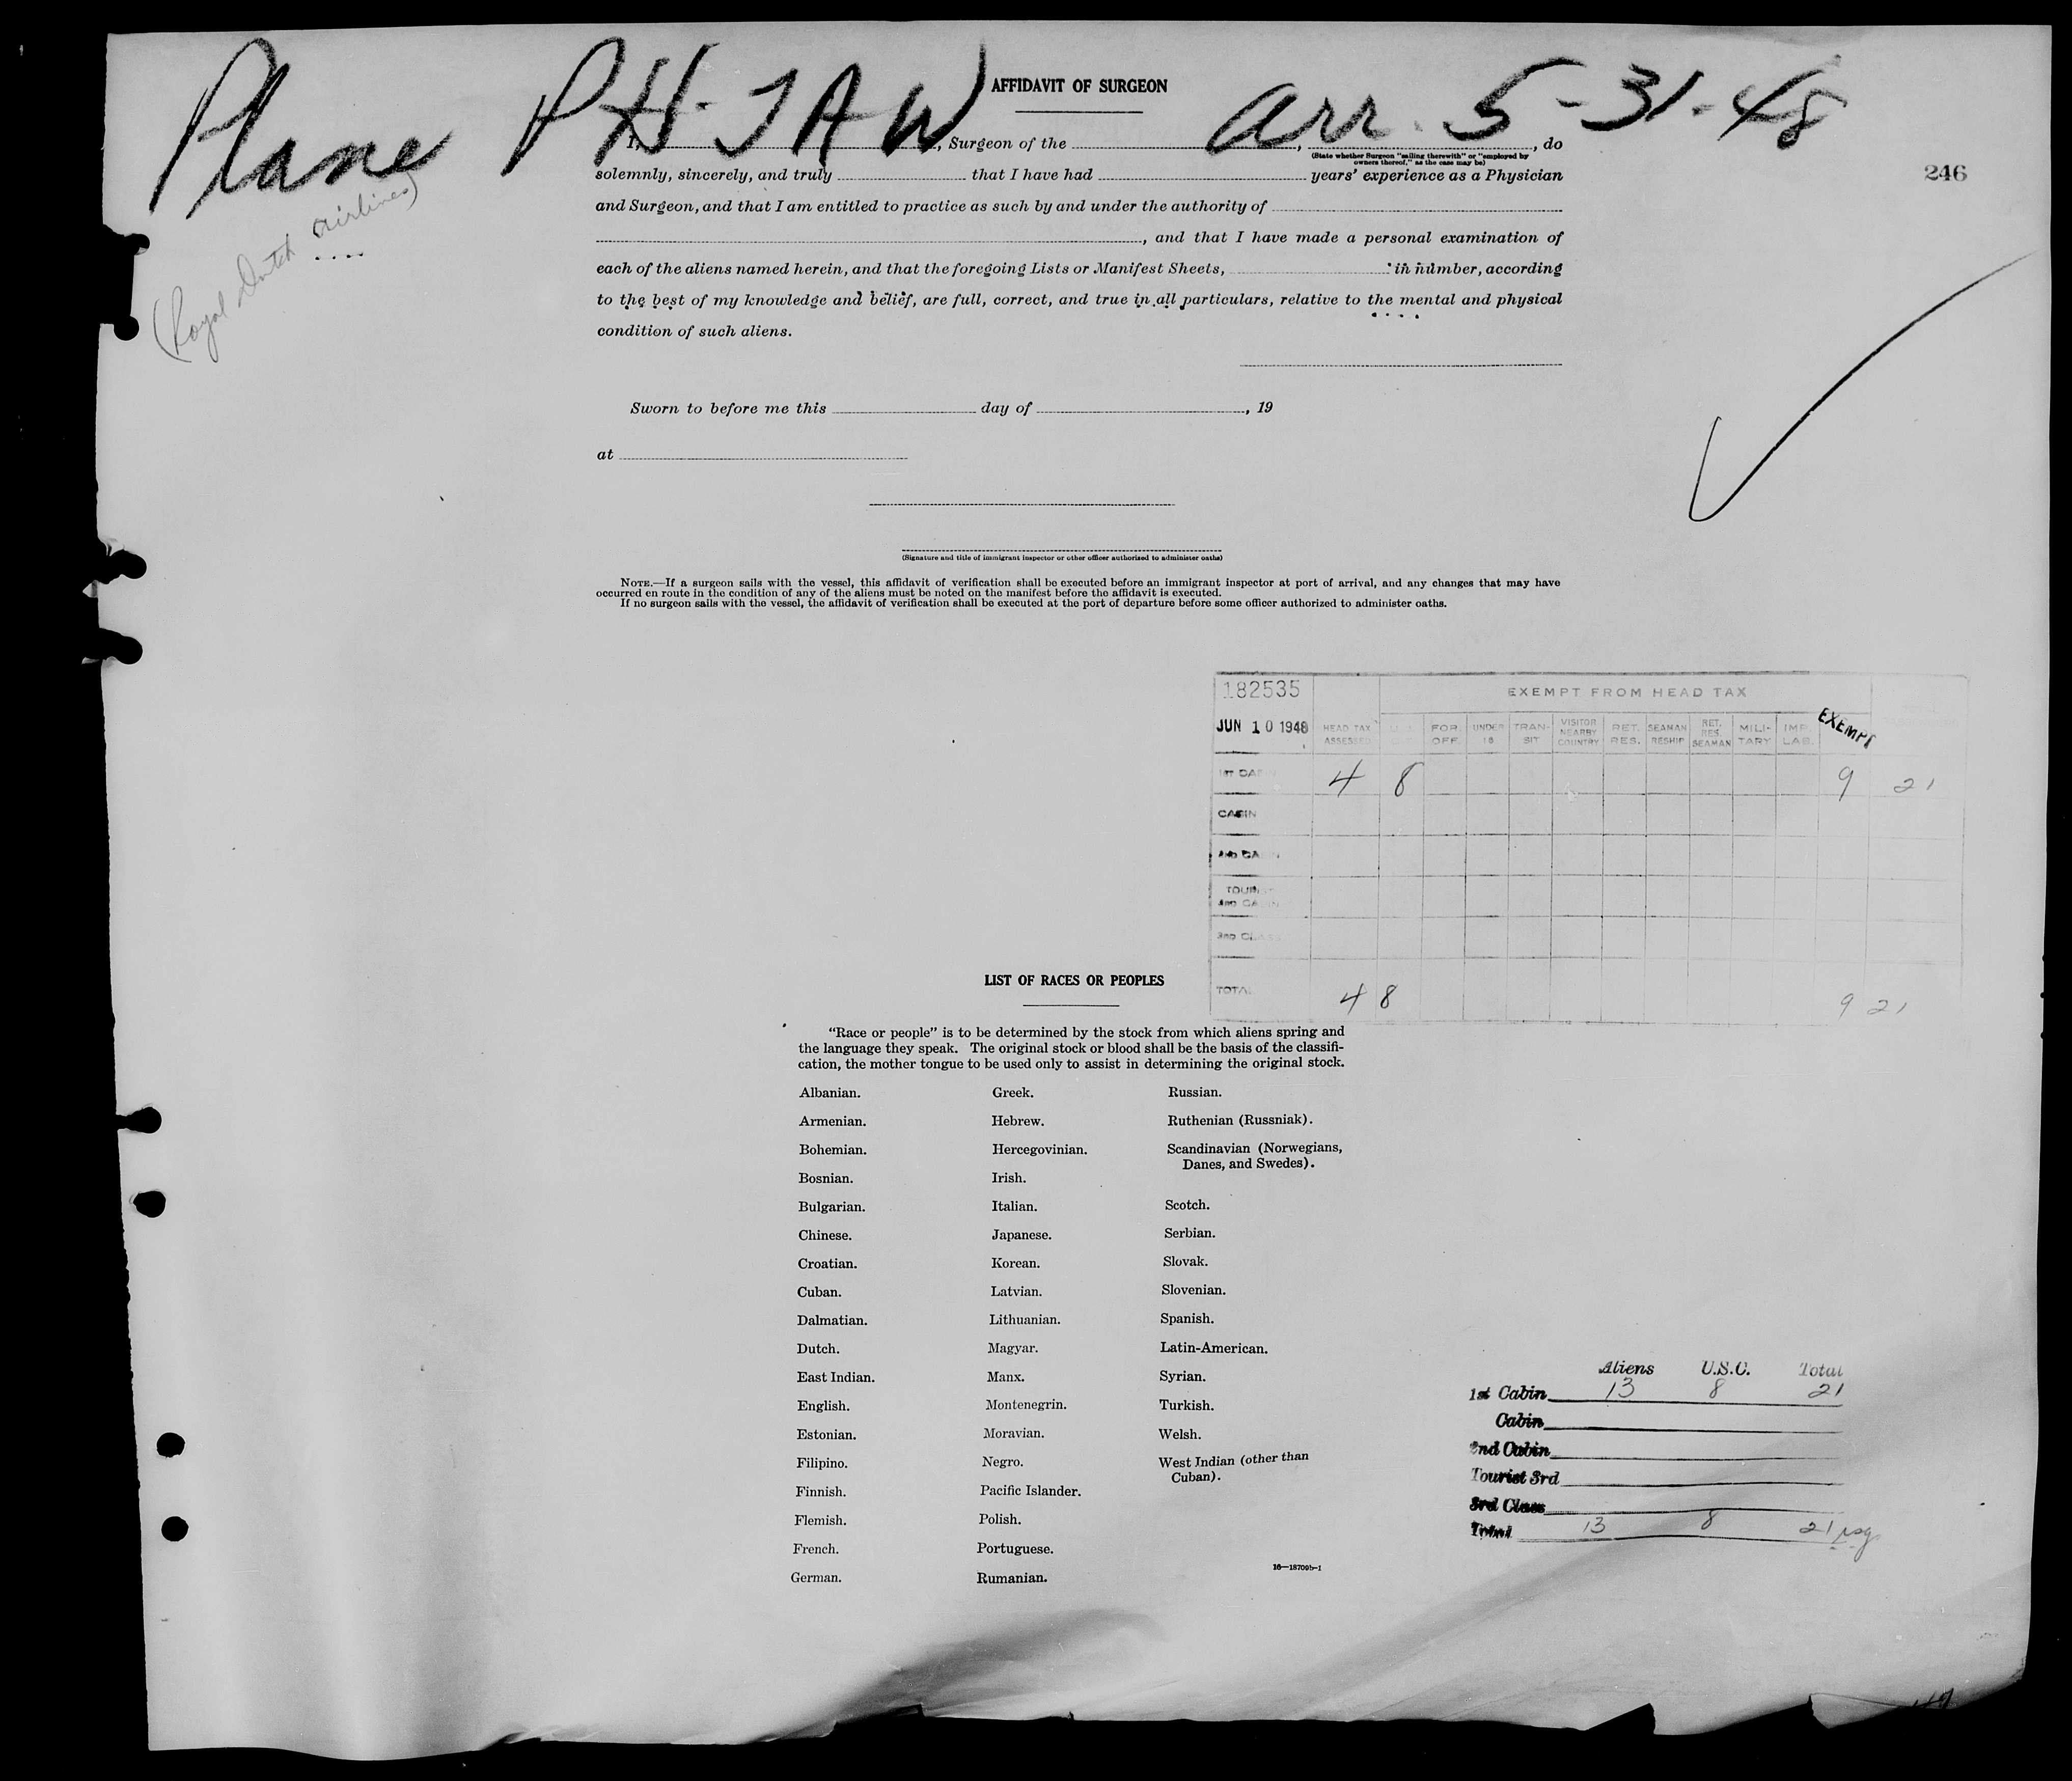 Plane PH-TAW arr. 5-31-48
(Royal Dutch Airlines)
246
AFFIDAVIT OF SURGEON
I, , Surgeon of the , , do
(State whether Surgeon "sailing therewith" or "employed by
owners thereof," as the case may be)
solemnly, sincerely, and truly that I have had years' experience as a Physician
and Surgeon, and that I am entitled to practice as such by and under the authority of
, and that I have made a personal examination of
each of the aliens named herein, and that the foregoing Lists or Manifest Sheets, in number, according
to the best of my knowledge and belief, are full, correct, and true in all particulars, relative to the mental and physical
condition of such aliens.
Sworn to before me this day of , 19
at
(Signature and title of immigrant inspector or other officer authorized to administer oaths)
NOTE.—If a surgeon sails with the vessel, this affidavit of verification shall be executed before an immigrant inspector at port of arrival, and any changes that may have
occurred en route in the condition of any of the aliens must be noted on the manifest before the affidavit is executed.
If no surgeon sails with the vessel, the affidavit of verification shall be executed at the port of departure before some officer authorized to administer oaths.
182535 EXEMPT FROM HEAD TAX
JUN 10 1948 HEAD TAX ASSESSED FOR. OFF. UNDER 16 TRAN-SIT VISITOR NEARBY COUNTRY RET. RES. SEAMAN RESHIP RET. RES. SEAMAN MILI-TARY IMP. LAB. EXEMPT
1ST CABIN 4 8 9 21
CABIN
2ND CABIN
TOURIST
3RD CABIN
3RD CLASS
TOTAL 4 8 9 21
LIST OF RACES OR PEOPLES
"Race or people" is to be determined by the stock from which aliens spring and
the language they speak. The original stock or blood shall be the basis of the classifi-
cation, the mother tongue to be used only to assist in determining the original stock.
Albanian. Greek. Russian.
Armenian. Hebrew. Ruthenian (Russniak).
Bohemian. Hercegovinian. Scandinavian (Norwegians,
Danes, and Swedes).
Bosnian. Irish.
Bulgarian. Italian. Scotch.
Chinese. Japanese. Serbian.
Croatian. Korean. Slovak.
Cuban. Latvian. Slovenian.
Dalmatian. Lithuanian. Spanish.
Dutch. Magyar. Latin-American.
East Indian. Manx. Syrian.
English. Montenegrin. Turkish.
Estonian. Moravian. Welsh.
Filipino. Negro. West Indian (other than
Cuban).
Finnish. Pacific Islander.
Flemish. Polish.
French. Portuguese.
German. Rumanian.
16—18709b-1
Aliens U.S.C. Total
1st Cabin 13 8 21
Cabin
2nd Cabin
Tourist 3rd
3rd Class
Total 13 8 21 psg